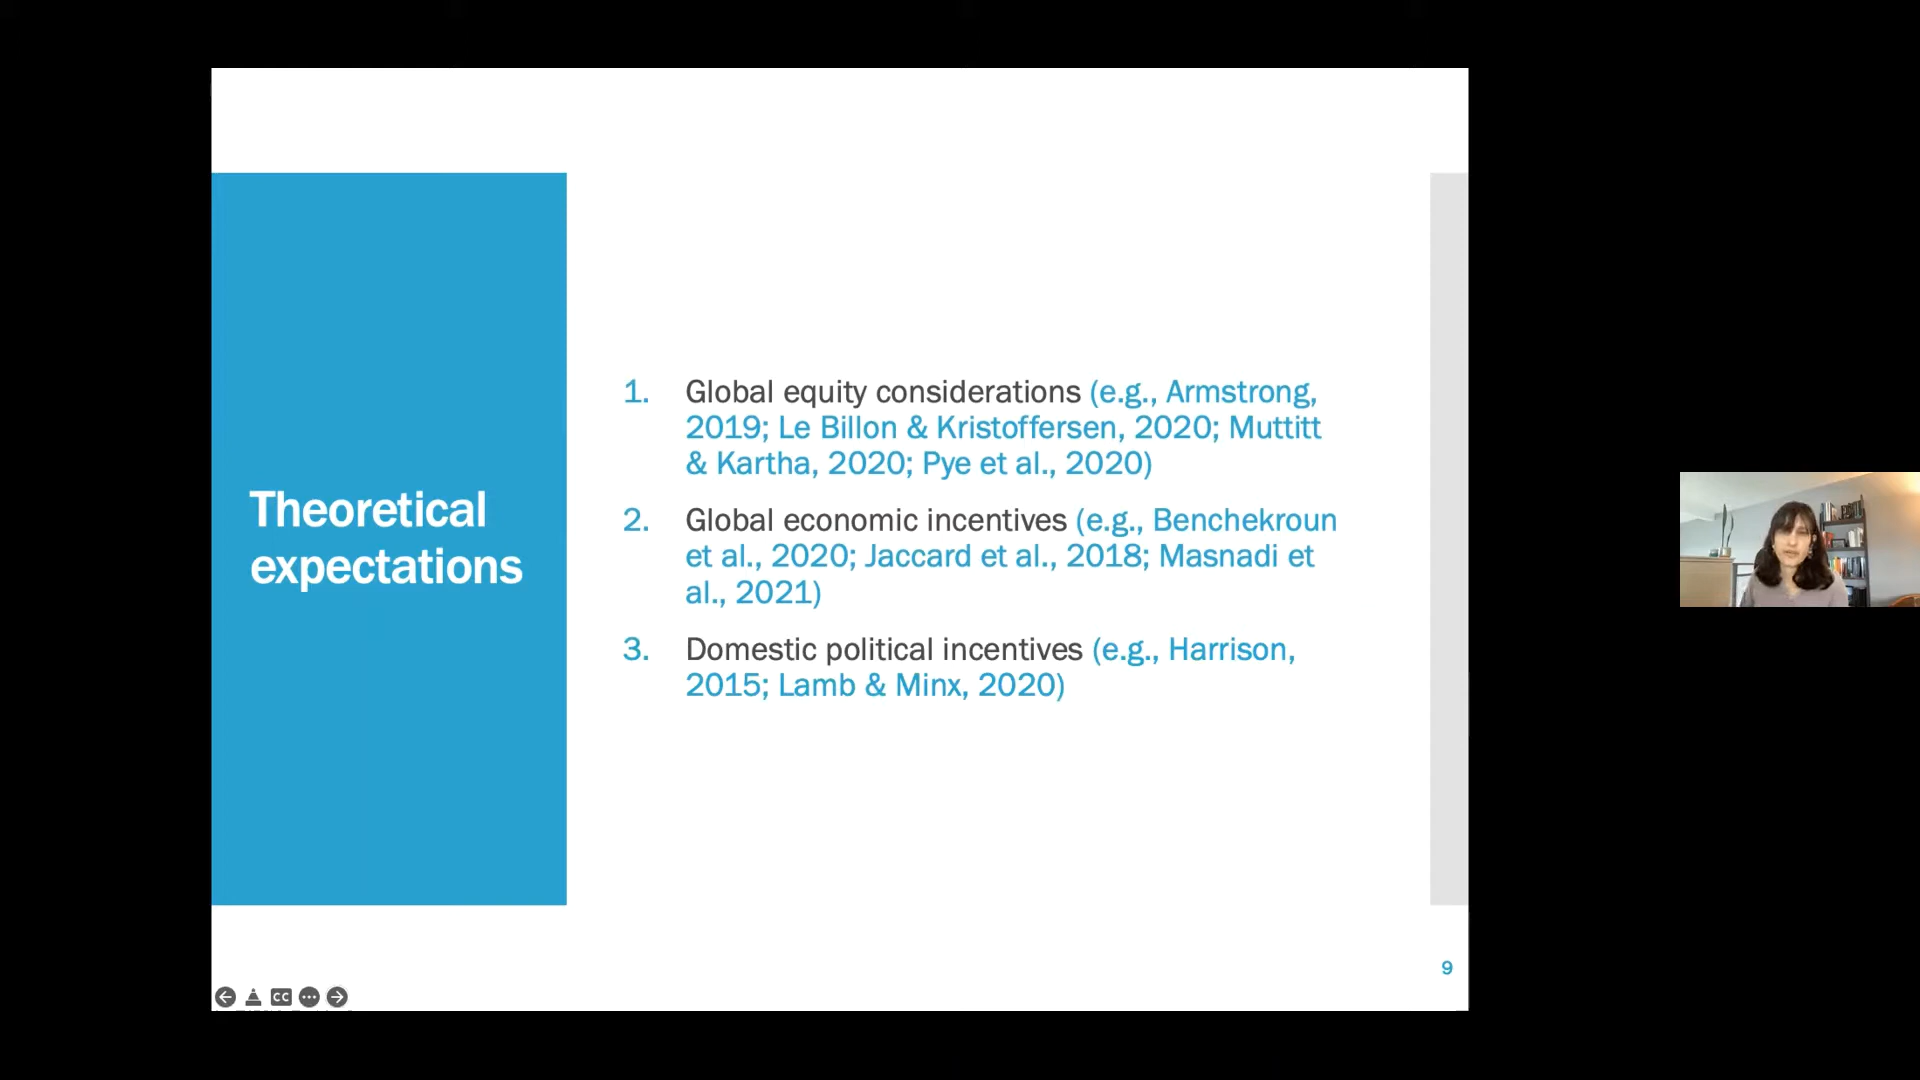 Theoretical
expectations
1. Global equity considerations (e.g., Armstrong,
2019; Le Billon & Kristoffersen, 2020; Muttitt
& Kartha, 2020; Pye et al., 2020)
2. Global economic incentives (e.g., Benchekroun
et al., 2020; Jaccard et al., 2018; Masnadi et
al., 2021)
3. Domestic political incentives (e.g., Harrison,
2015; Lamb & Minx, 2020)
9
CC